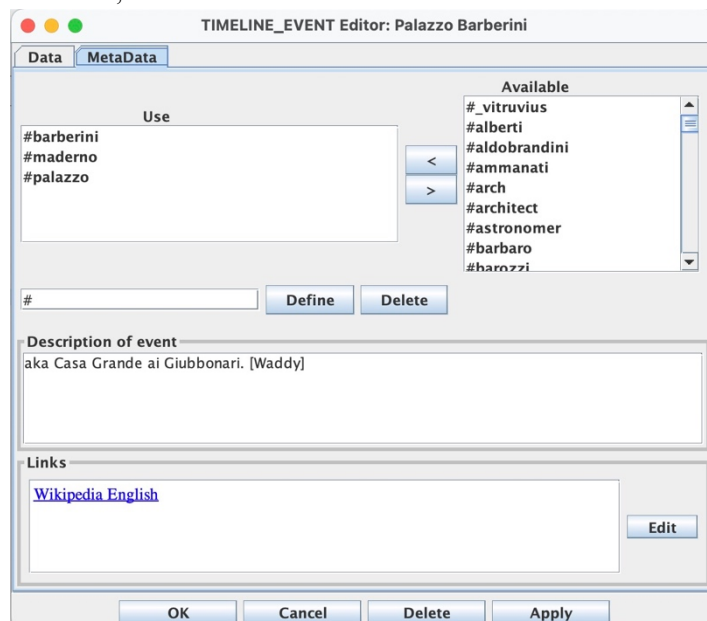 TIMELINE_EVENT Editor: Palazzo Barberini
Data MetaData
Use
#barberini
#maderno
#palazzo
<
>
Available
#_vitruvius
#alberti
#aldobrandini
#ammanati
#arch
#architect
#astronomer
#barbaro
#barozzi
# Define Delete
Description of event
aka Casa Grande ai Giubbonari. [Waddy]
Links
Wikipedia English
Edit
OK Cancel Delete Apply